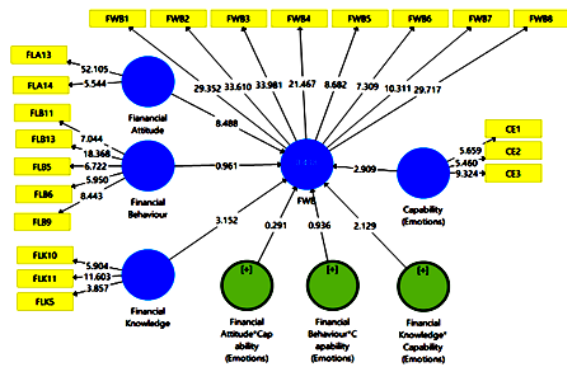 FWB1 FWB2 FWB3 FWB4 FWB5 FWB6 FWB7 FWB8
FLA13
52.105
FLA14
5.544
29.352 33.610 33.981 21.467 8.682 7.309 10.311 29.717
Fianancial
Attitude
8.488
FLB11
7.044
FLB13
18.368
FLB5
6.722
FLB6
5.950
FLB9
8.443
Financial
Behaviour
0.961
FWB
2.909
CE1
5.659
CE2
5.460
CE3
9.324
Capability
(Emotions)
3.152
FLK10
5.904
FLK11
11.603
FLK5
3.857
Financial
Knowledge
0.291 0.936 2.129
[+] [+] [+]
Financial
Attitude*Cap
ability
(Emotions)
Financial
Behaviour*C
apability
(Emotions)
Financial
Knowledge*
Capability
(Emotions)